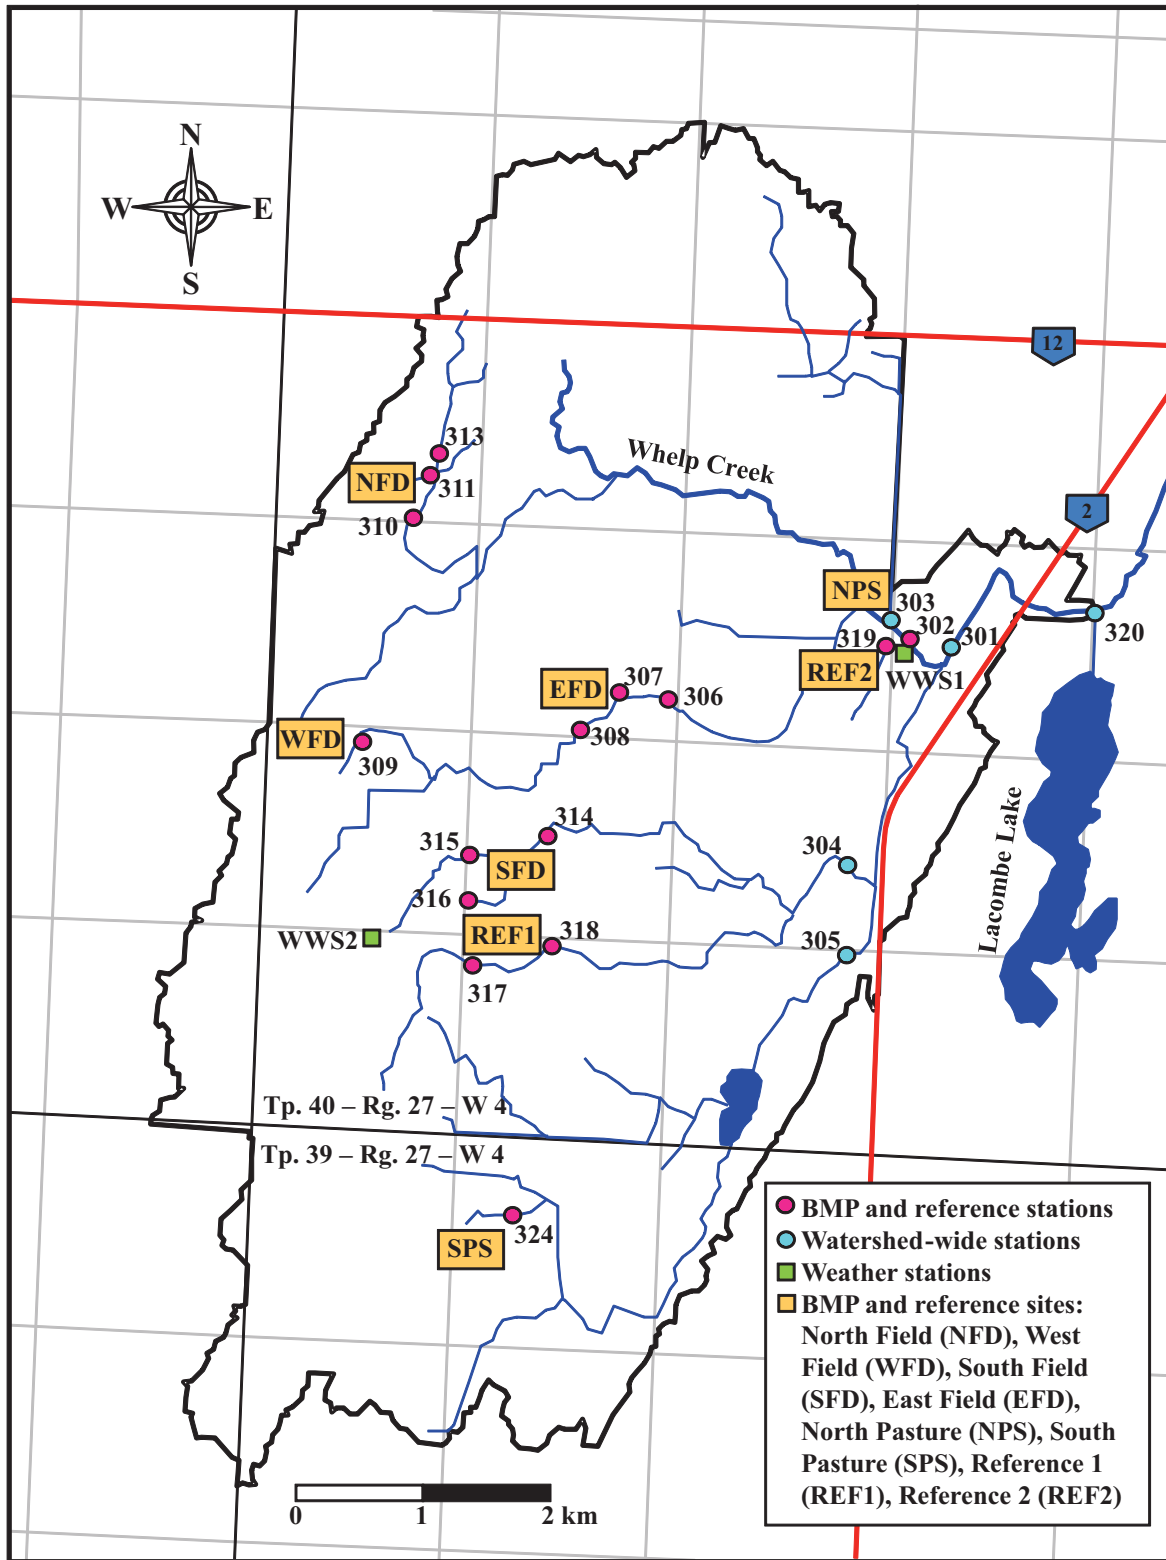 N
W
E
S
12
313
Whelp Creek
NFD
311
2
310
NPS
303
302
301
320
319
307
REF2
WWS1
EFD
306
WFD
308
309
Lacombe Lake
314
315
304
SFD
316
REF1
318
WWS2
305
317
Tp. 40 – Rg. 27 – W 4
Tp. 39 – Rg. 27 – W 4
324
SPS
BMP and reference stations
Watershed-wide stations
Weather stations
BMP and reference sites:
North Field (NFD), West
Field (WFD), South Field
(SFD), East Field (EFD),
North Pasture (NPS), South
Pasture (SPS), Reference 1
(REF1), Reference 2 (REF2)
0 1 2 km